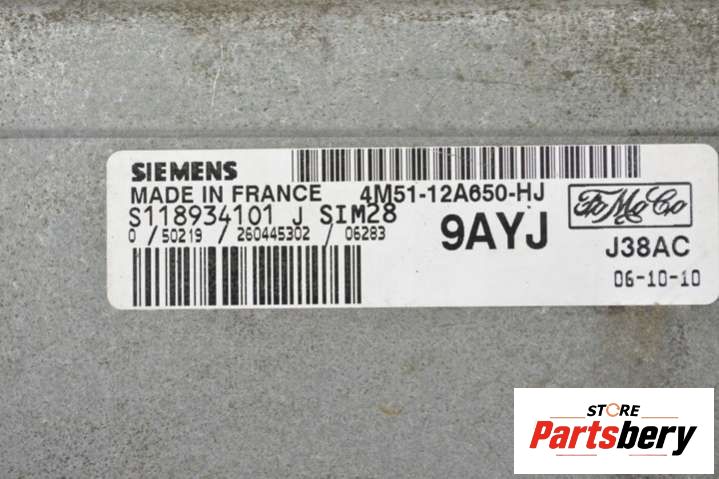 SIEMENS
MADE IN FRANCE 4M51-12A650-HJ
S118934101 J SIM28
0 / 50219 / 260445302 / 06283
9AYJ
FoMoCo
J38AC
06-10-10
STORE
Partsbery